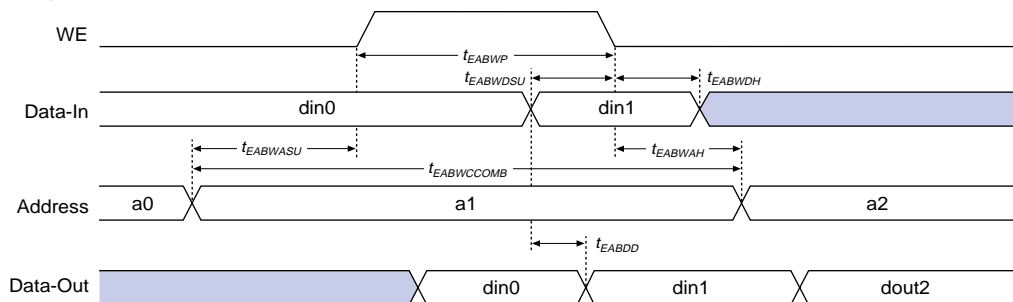 WE
tEABWP
tEABWDSU tEABWDH
Data-In din0 din1
tEABWASU tEABWAH
tEABWCCOMB
Address a0 a1 a2
tEABDD
Data-Out din0 din1 dout2